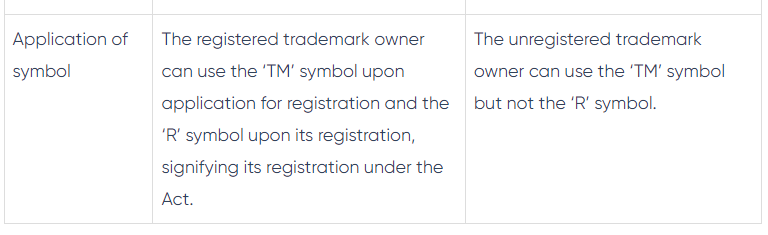 Application of
symbol
The registered trademark owner
can use the ‘TM’ symbol upon
application for registration and the
‘R’ symbol upon its registration,
signifying its registration under the
Act.
The unregistered trademark
owner can use the ‘TM’ symbol
but not the ‘R’ symbol.